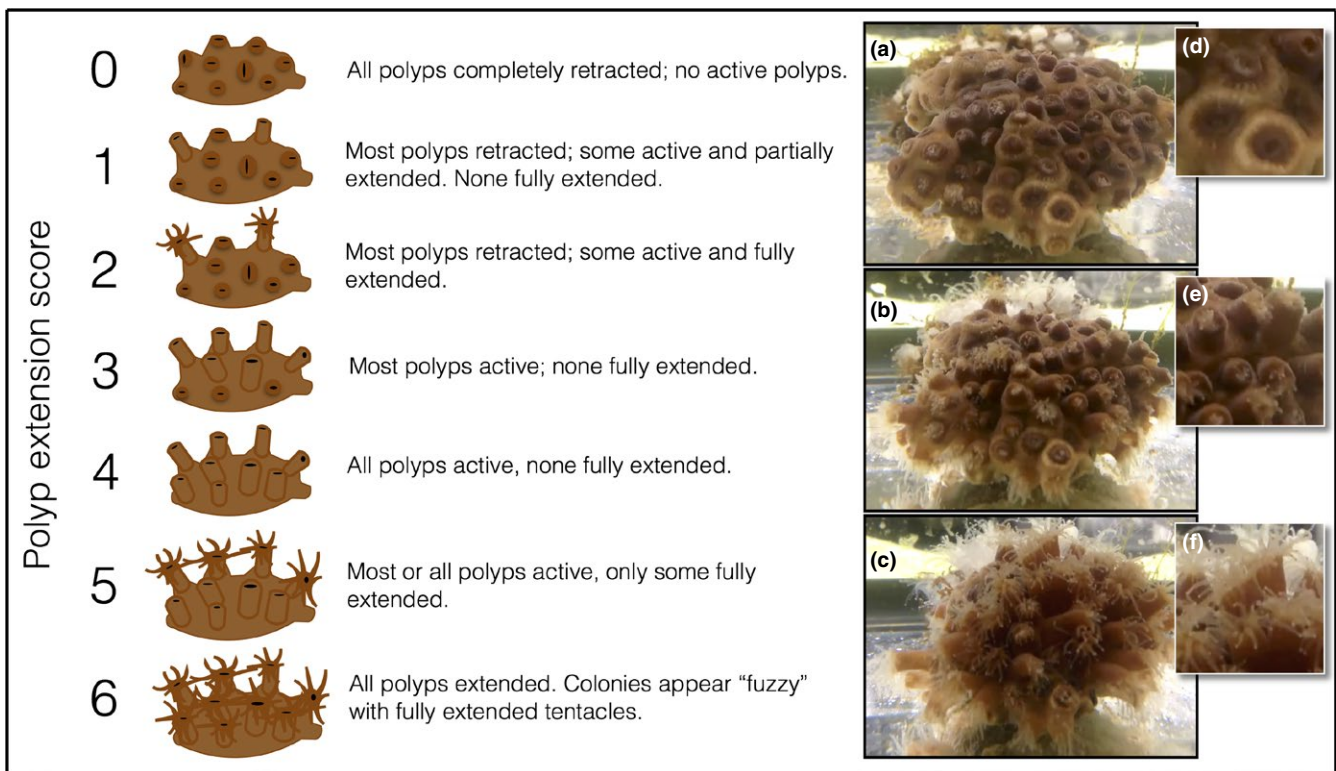 Polyp extension score
0
All polyps completely retracted; no active polyps.
1
Most polyps retracted; some active and partially
extended. None fully extended.
2
Most polyps retracted; some active and fully
extended.
3
Most polyps active; none fully extended.
4
All polyps active, none fully extended.
5
Most or all polyps active, only some fully
extended.
6
All polyps extended. Colonies appear “fuzzy”
with fully extended tentacles.
(a)
(d)
(b)
(e)
(c)
(f)